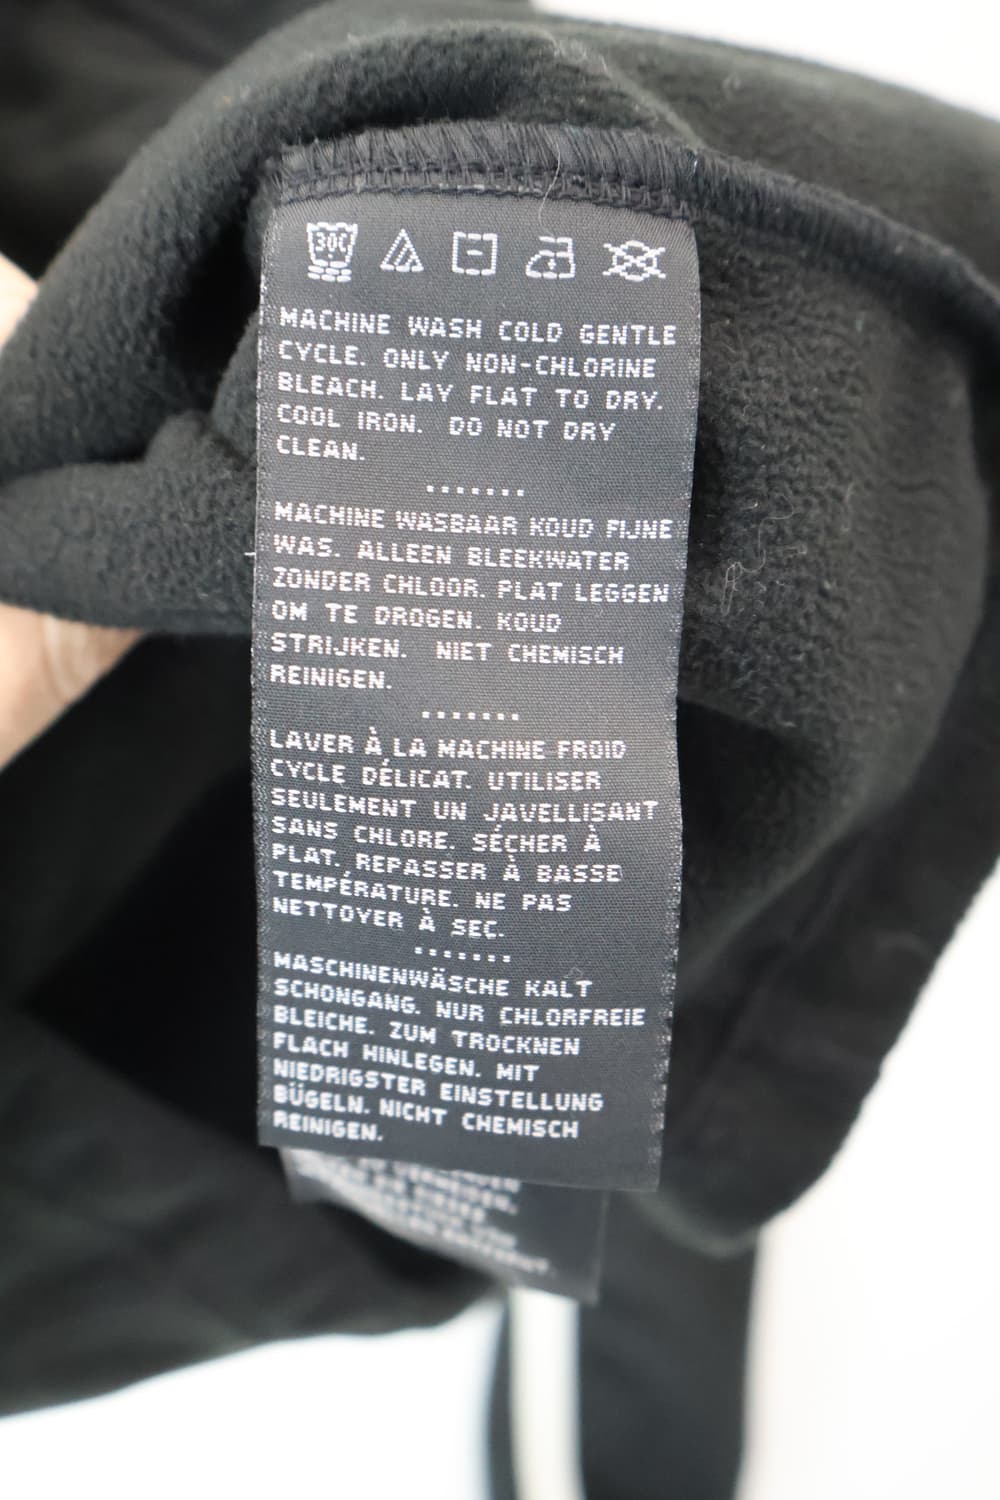 30C
MACHINE WASH COLD GENTLE
CYCLE. ONLY NON-CHLORINE
BLEACH. LAY FLAT TO DRY.
COOL IRON. DO NOT DRY
CLEAN.
.......
MACHINE WASBAAR KOUD FIJNE
WAS. ALLEEN BLEEKWATER
ZONDER CHLOOR. PLAT LEGGEN
OM TE DROGEN. KOUD
STRIJKEN. NIET CHEMISCH
REINIGEN.
.......
LAVER À LA MACHINE FROID
CYCLE DÉLICAT. UTILISER
SEULEMENT UN JAVELLISANT
SANS CHLORE. SÉCHER À
PLAT. REPASSER À BASSE
TEMPÉRATURE. NE PAS
NETTOYER À SEC.
.......
MASCHINENWÄSCHE KALT
SCHONGANG. NUR CHLORFREIE
BLEICHE. ZUM TROCKNEN
FLACH HINLEGEN. MIT
NIEDRIGSTER EINSTELLUNG
BÜGELN. NICHT CHEMISCH
REINIGEN.